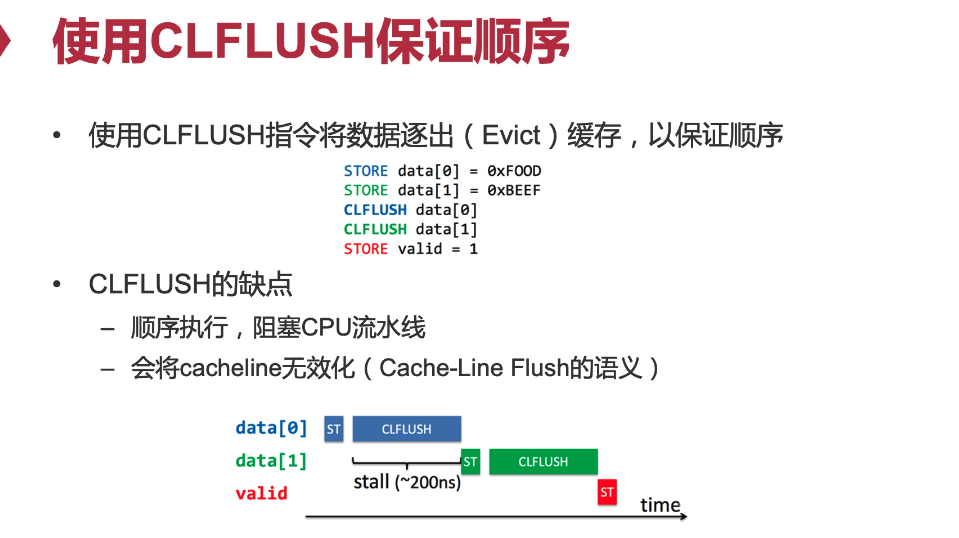 使用CLFLUSH保证顺序
• 使用CLFLUSH指令将数据逐出（Evict）缓存，以保证顺序
STORE data[0] = 0xFOOD
STORE data[1] = 0xBEEF
CLFLUSH data[0]
CLFLUSH data[1]
STORE valid = 1
• CLFLUSH的缺点
– 顺序执行，阻塞CPU流水线
– 会将cacheline无效化（Cache-Line Flush的语义）
data[0] ST CLFLUSH
data[1] ST CLFLUSH
stall (~200ns)
valid ST
time